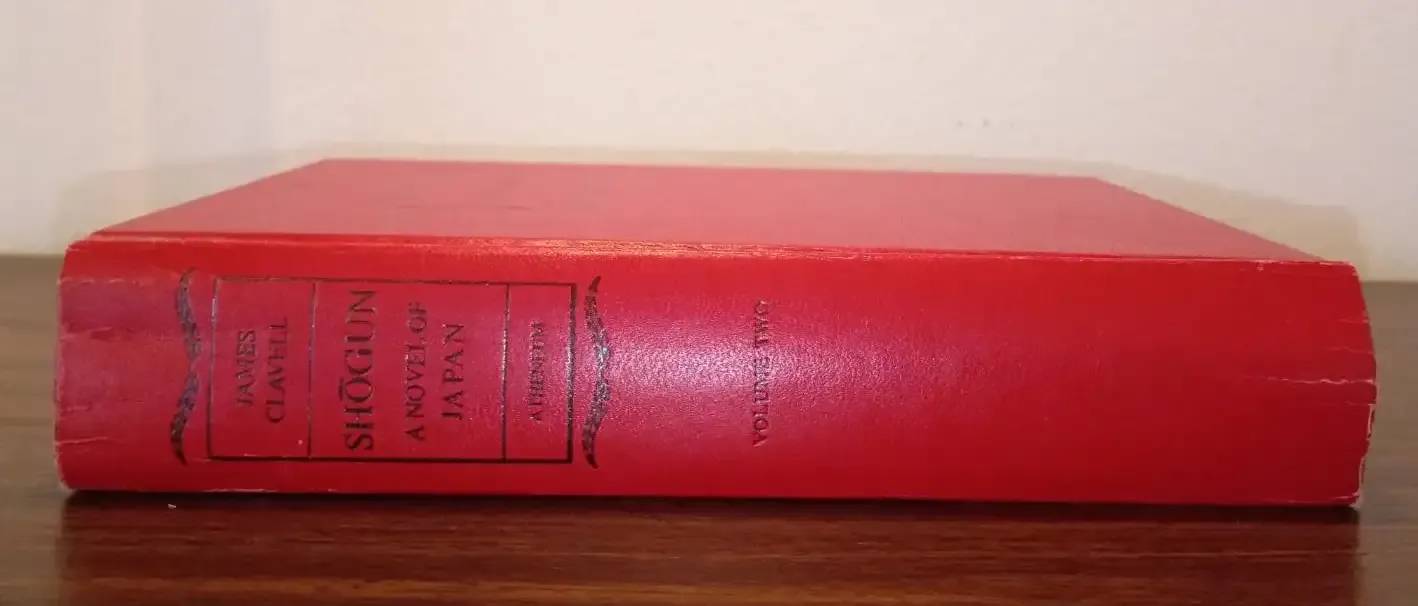 JAMES
CLAVELL
SHŌGUN
A NOVEL OF
JAPAN
ATHENEUM
VOLUME TWO